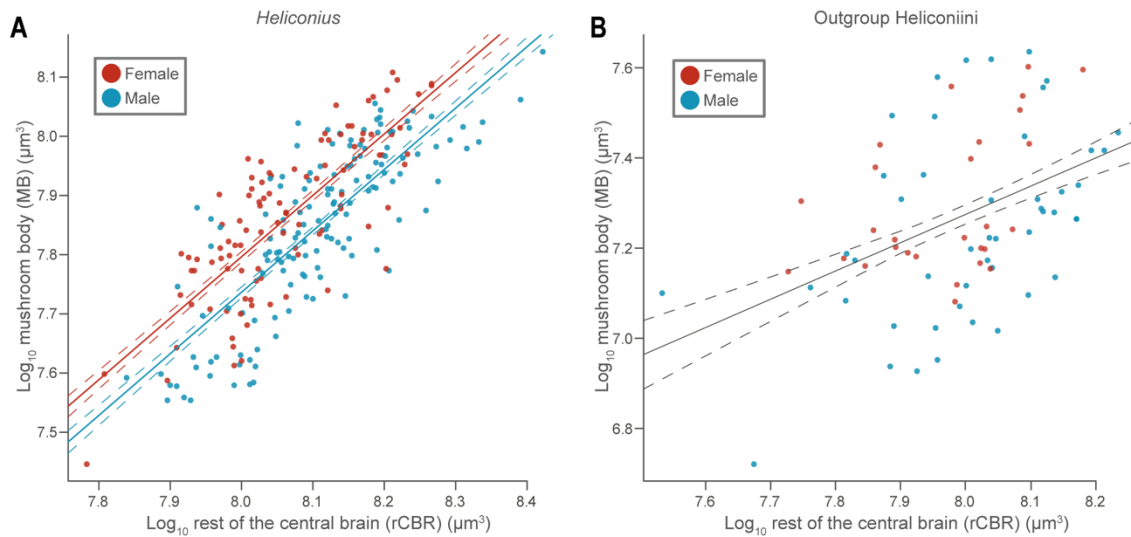 A
Heliconius
Female
Male
Log₁₀ mushroom body (MB) (µm³)
8.1
8.0
7.9
7.8
7.7
7.6
7.5
7.8 7.9 8.0 8.1 8.2 8.3 8.4
Log₁₀ rest of the central brain (rCBR) (µm³)
B
Outgroup Heliconiini
Female
Male
Log₁₀ mushroom body (MB) (µm³)
7.6
7.4
7.2
7.0
6.8
7.6 7.7 7.8 7.9 8.0 8.1 8.2
Log₁₀ rest of the central brain (rCBR) (µm³)